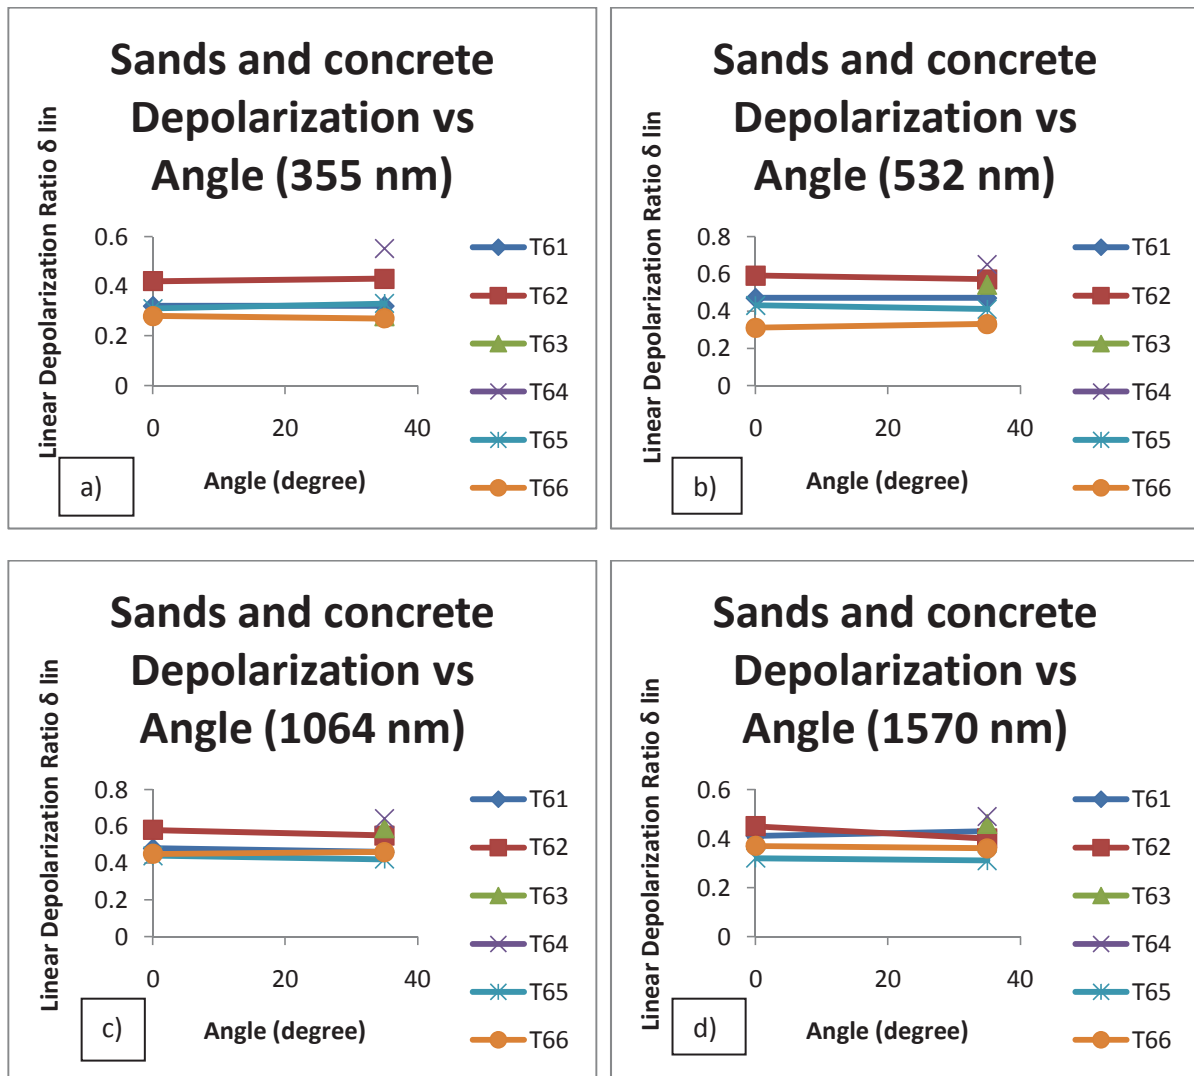 Sands and concrete
Depolarization vs
Angle (355 nm)
Linear Depolarization Ratio δ lin
0.6
0.4
0.2
0
0
20
40
Angle (degree)
T61
T62
T63
T64
T65
T66
a)
Sands and concrete
Depolarization vs
Angle (532 nm)
Linear Depolarization Ratio δ lin
0.8
0.6
0.4
0.2
0
0
20
40
Angle (degree)
T61
T62
T63
T64
T65
T66
b)
Sands and concrete
Depolarization vs
Angle (1064 nm)
Linear Depolarization Ratio δ lin
0.8
0.6
0.4
0.2
0
0
20
40
Angle (degree)
T61
T62
T63
T64
T65
T66
c)
Sands and concrete
Depolarization vs
Angle (1570 nm)
Linear Depolarization Ratio δ lin
0.6
0.4
0.2
0
0
20
40
Angle (degree)
T61
T62
T63
T64
T65
T66
d)